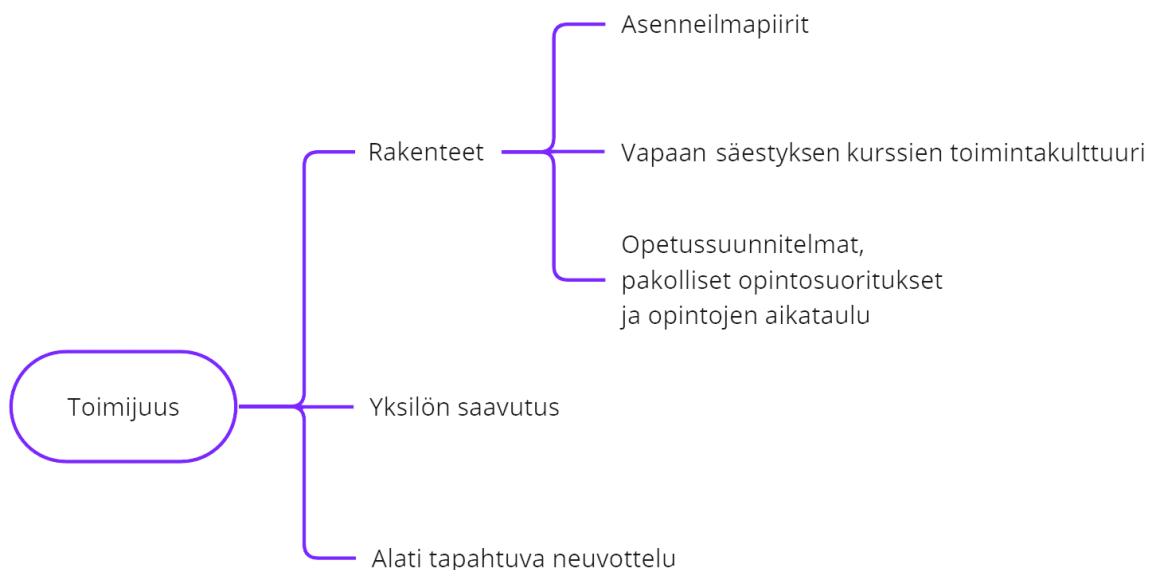 Asenneilmapiirit
Rakenteet
Vapaan säestyksen kurssien toimintakulttuuri
Opetussuunnitelmat,
pakolliset opintosuoritukset
ja opintojen aikataulu
Toimijuus
Yksilön saavutus
Alati tapahtuva neuvottelu